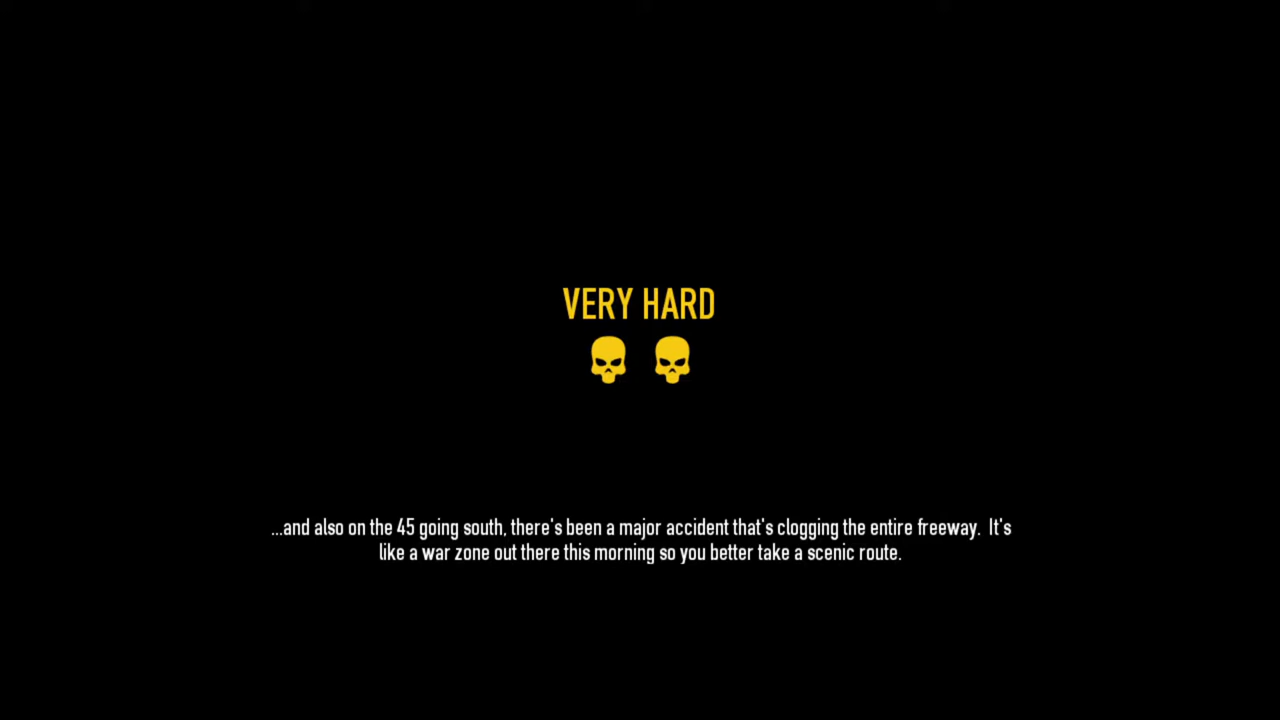 VERY HARD
...and also on the 45 going south, there's been a major accident that's clogging the entire freeway.  It's
like a war zone out there this morning so you better take a scenic route.